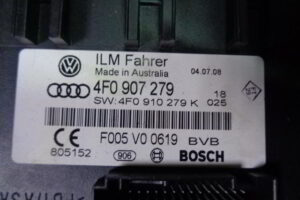 ILM Fahrer
Made in Australia
04.07.08
4F0 907 279
18
SW: 4F0 910 279 K 025
F005 V0 0619 BVB
805152
906
BOSCH